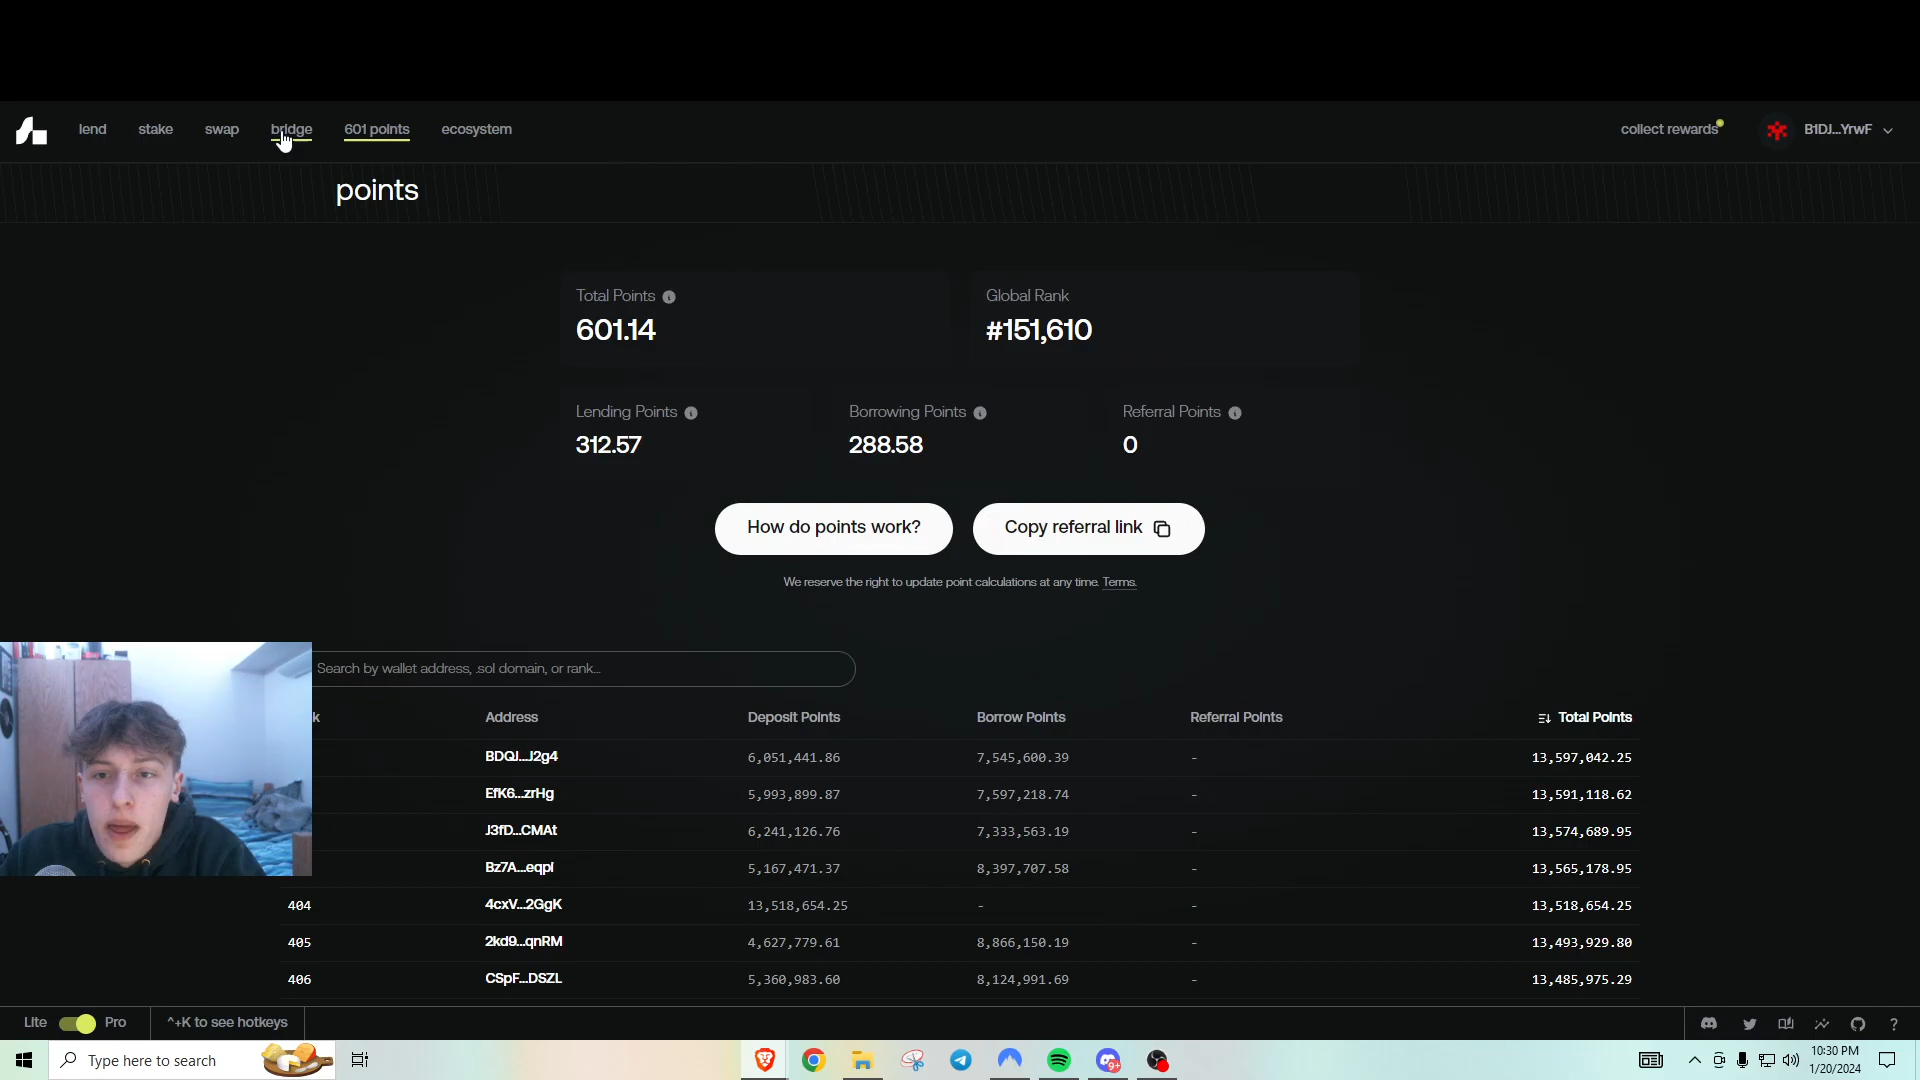 lend stake swap bridge 601 points ecosystem collect rewards B1DJ...YrwF
points
Total Points Global Rank
601.14 #151,610
Lending Points Borrowing Points Referral Points
312.57 288.58 0
How do points work? Copy referral link
We reserve the right to update point calculations at any time. Terms.
Search by wallet address, .sol domain, or rank...
k Address Deposit Points Borrow Points Referral Points Total Points
BDQJ...J2g4 6,051,441.86 7,545,600.39 - 13,597,042.25
EfK6...zrHg 5,993,899.87 7,597,218.74 - 13,591,118.62
J3fD...CMAt 6,241,126.76 7,333,563.19 - 13,574,689.95
Bz7A...eqpi 5,167,471.37 8,397,707.58 - 13,565,178.95
404 4cxV...2GgK 13,518,654.25 - - 13,518,654.25
405 2kd9...qnRM 4,627,779.61 8,866,150.19 - 13,493,929.80
406 CSpF...DSZL 5,360,983.60 8,124,991.69 - 13,485,975.29
Lite Pro ^+K to see hotkeys ?
Type here to search 9+ 10:30 PM
1/20/2024